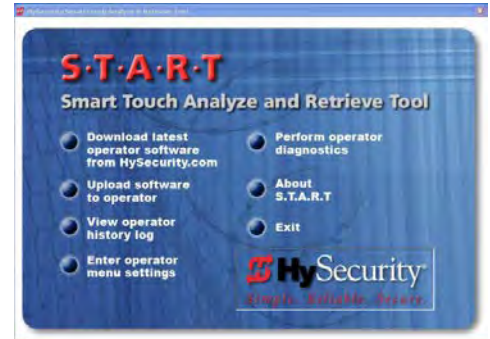 S·T·A·R·T
Smart Touch Analyze and Retrieve Tool
Download latest
operator software
from HySecurity.com
Upload software
to operator
View operator
history log
Enter operator
menu settings
Perform operator
diagnostics
About
S.T.A.R.T
Exit
HySecurity
Simple. Reliable. Secure.